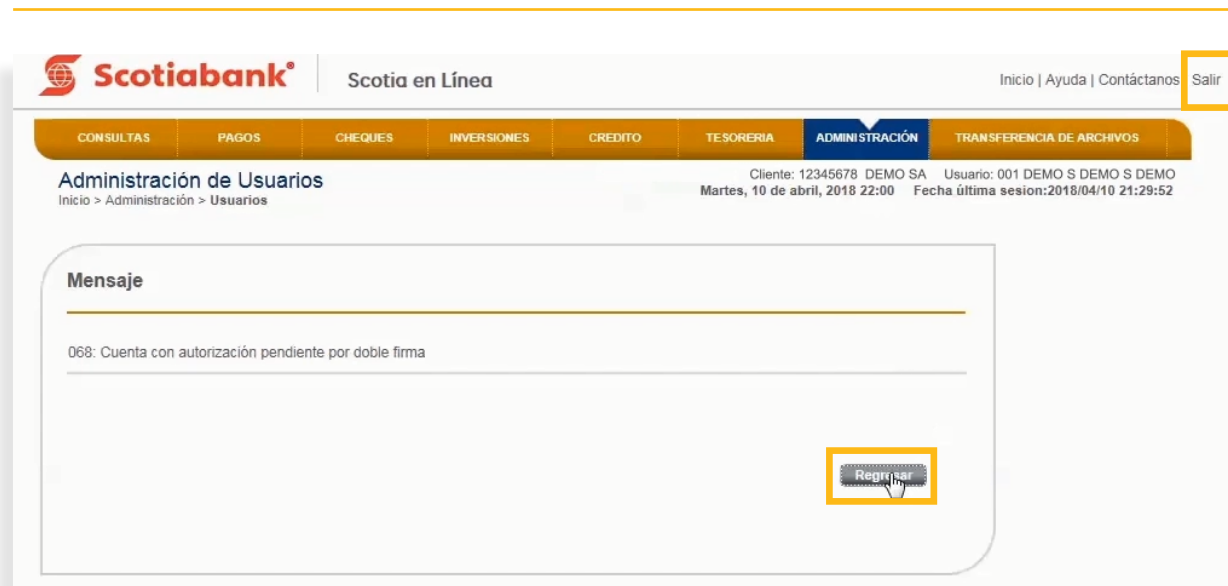 Scotiabank®
Scotia en Línea
Inicio | Ayuda | Contáctanos
Salir
CONSULTAS PAGOS CHEQUES INVERSIONES CREDITO TESORERIA ADMINISTRACIÓN TRANSFERENCIA DE ARCHIVOS
Administración de Usuarios
Cliente: 12345678 DEMO SA Usuario: 001 DEMO S DEMO S DEMO
Inicio > Administración > Usuarios
Martes, 10 de abril, 2018 22:00 Fecha última sesion:2018/04/10 21:29:52
Mensaje
068: Cuenta con autorización pendiente por doble firma
Regresar